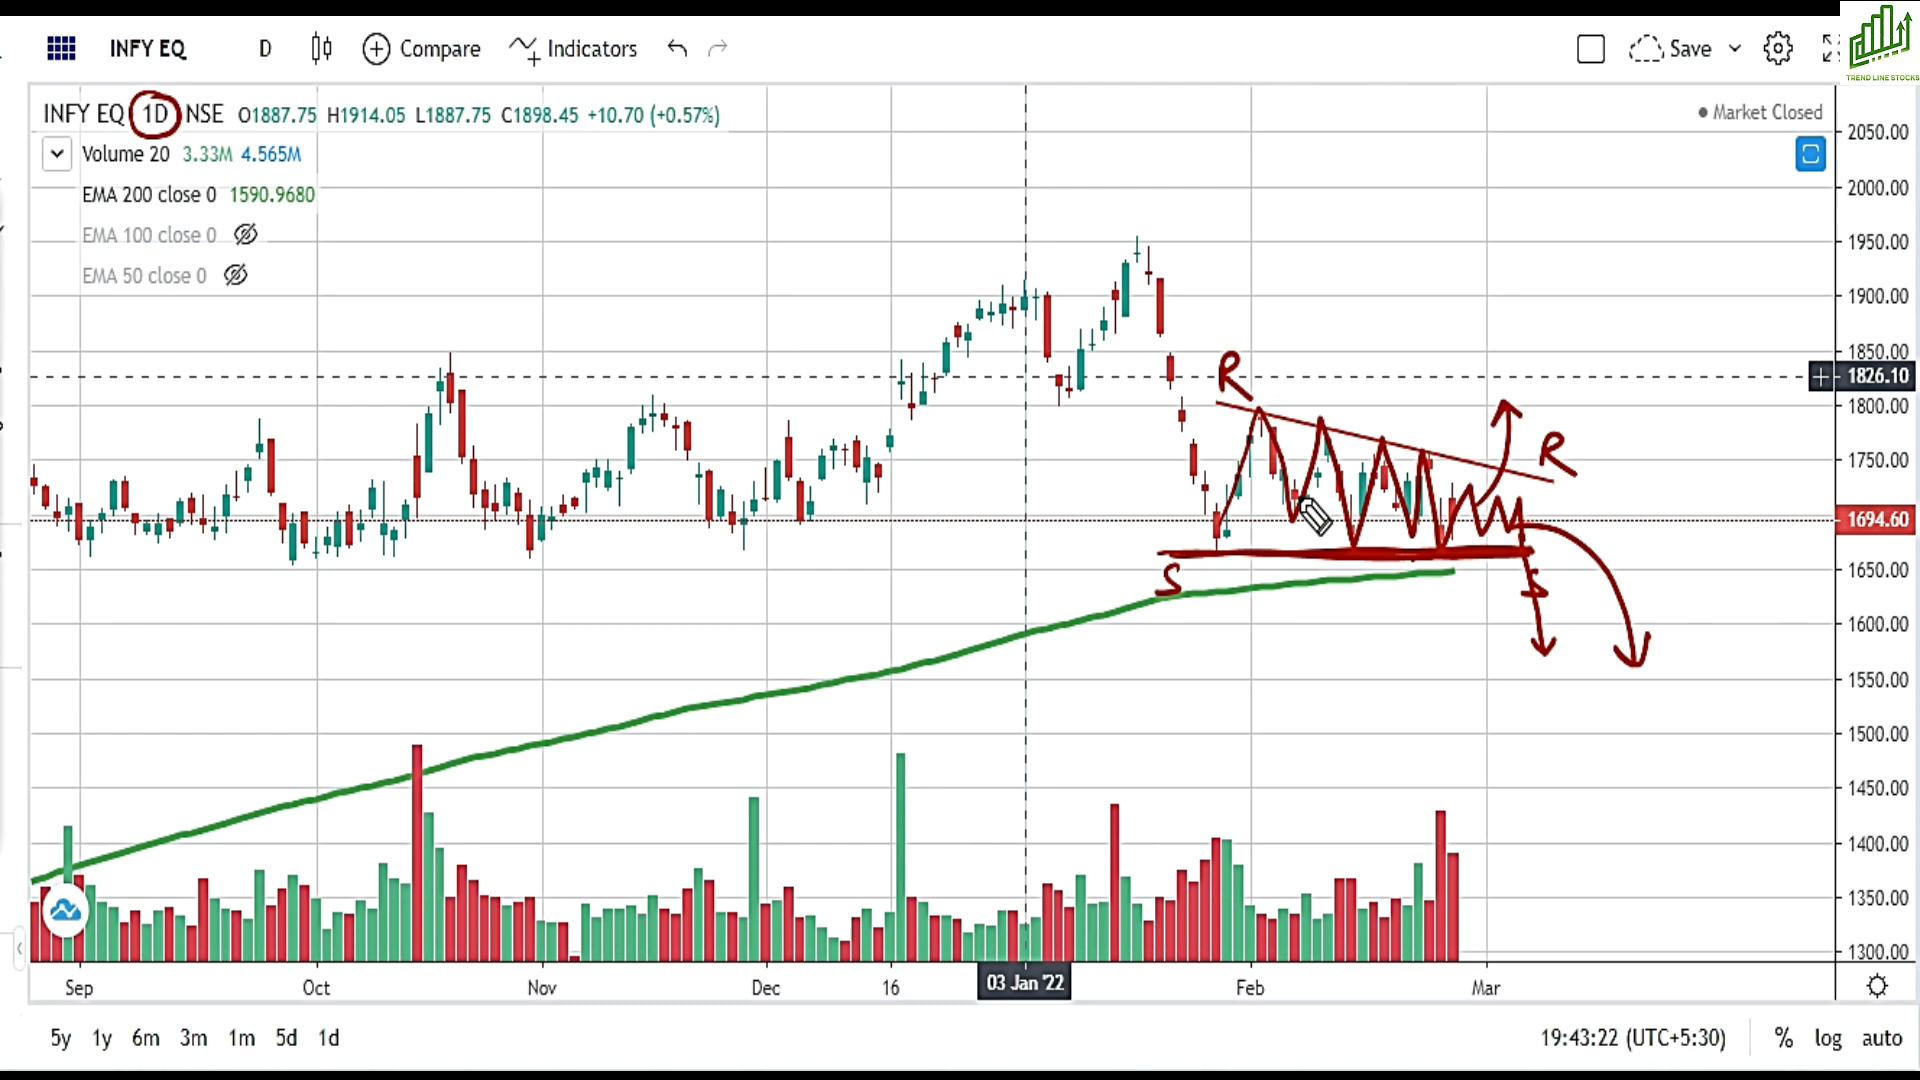 INFY EQ D Compare Indicators Save
TREND LINE STOCKS
INFY EQ 1D NSE O1887.75 H1914.05 L1887.75 C1898.45 +10.70 (+0.57%)
Market Closed
Volume 20 3.33M 4.565M
EMA 200 close 0 1590.9680
EMA 100 close 0
EMA 50 close 0
2050.00
2000.00
1950.00
1900.00
1850.00
1826.10
1800.00
1750.00
1694.60
1650.00
1600.00
1550.00
1500.00
1450.00
1400.00
1350.00
1300.00
R
R
S
S
Sep Oct Nov Dec 16 03 Jan '22 Feb Mar
5y 1y 6m 3m 1m 5d 1d 19:43:22 (UTC+5:30) % log auto